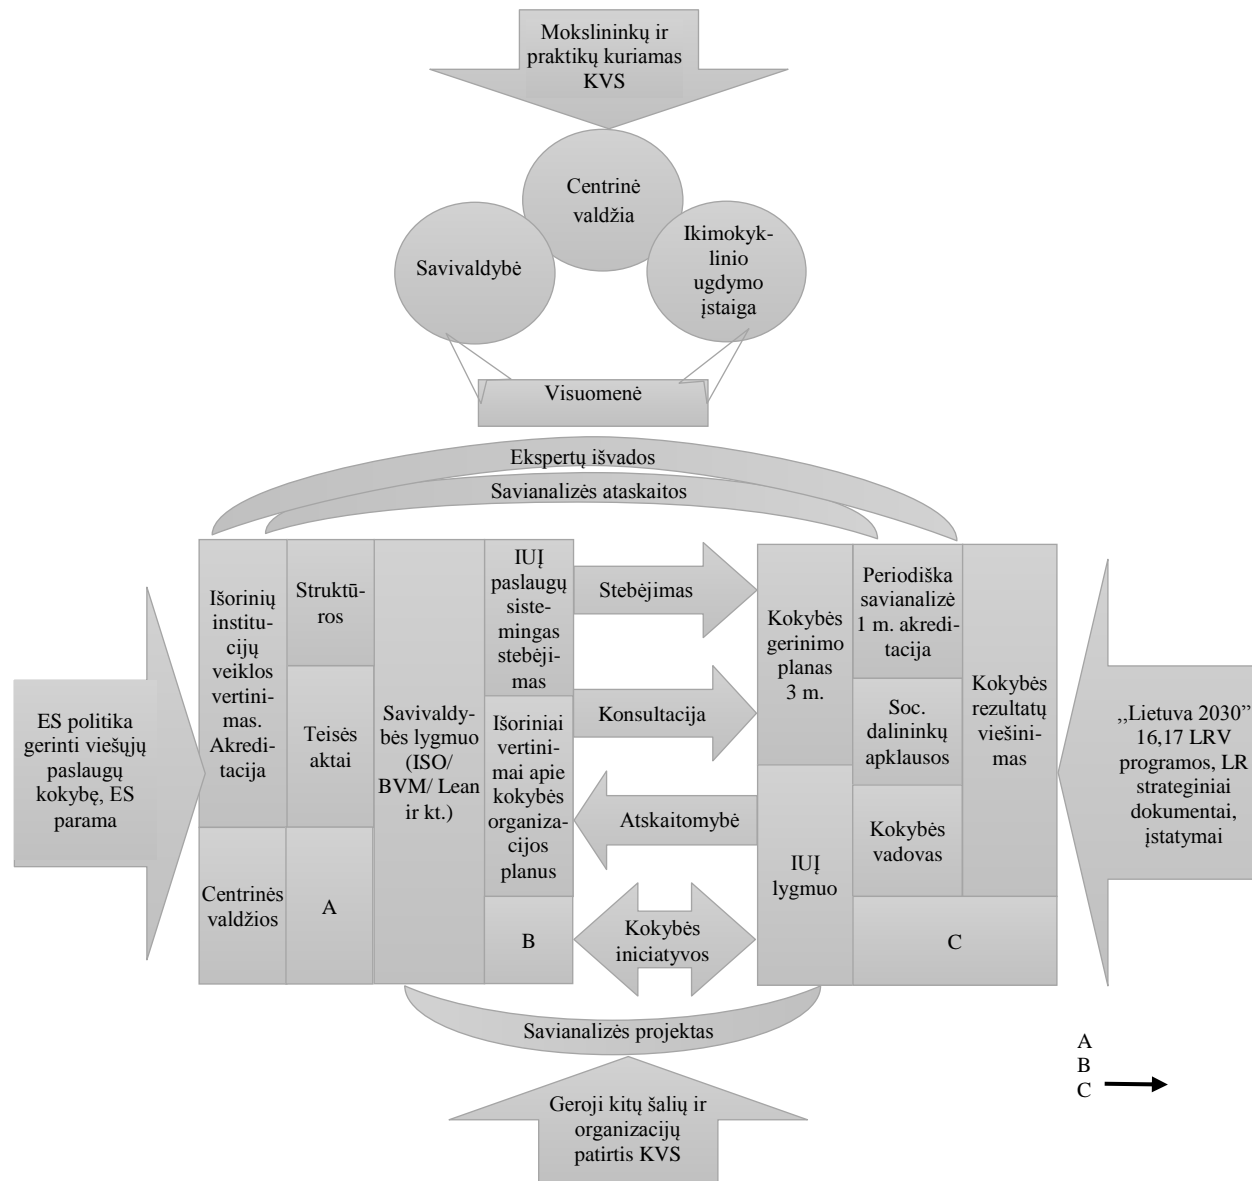 Mokslininkų ir
praktikų kuriamas
KVS
Centrinė
valdžia
Savivaldybė
Ikimokyk-
linio
ugdymo
įstaiga
Visuomenė
Ekspertų išvados
Savianalizės ataskaitos
ES politika
gerinti viešųjų
paslaugų
kokybę, ES
parama
Išorinių
institu-
cijų
veiklos
vertini-
mas.
Akredi-
tacija
Centrinės
valdžios
Struktū-
ros
Teisės
aktai
A
Savivaldy-
bės lygmuo
(ISO/
BVM/ Lean
ir kt.)
IUĮ
paslaugų
siste-
mingas
stebėji-
mas
Išoriniai
vertini-
mai apie
kokybės
organiza-
cijos
planus
B
Stebėjimas
Konsultacija
Atskaitomybė
Kokybės
iniciatyvos
Kokybės
gerinimo
planas
3 m.
IUĮ
lygmuo
Periodiška
savianalizė
1 m. akredi-
tacija
Soc.
dalininkų
apklausos
Kokybės
vadovas
Kokybės
rezultatų
viešini-
mas
C
,,Lietuva 2030”
16,17 LRV
programos, LR
strateginiai
dokumentai,
įstatymai
Savianalizės projektas
Geroji kitų šalių ir
organizacijų
patirtis KVS
A
B
C